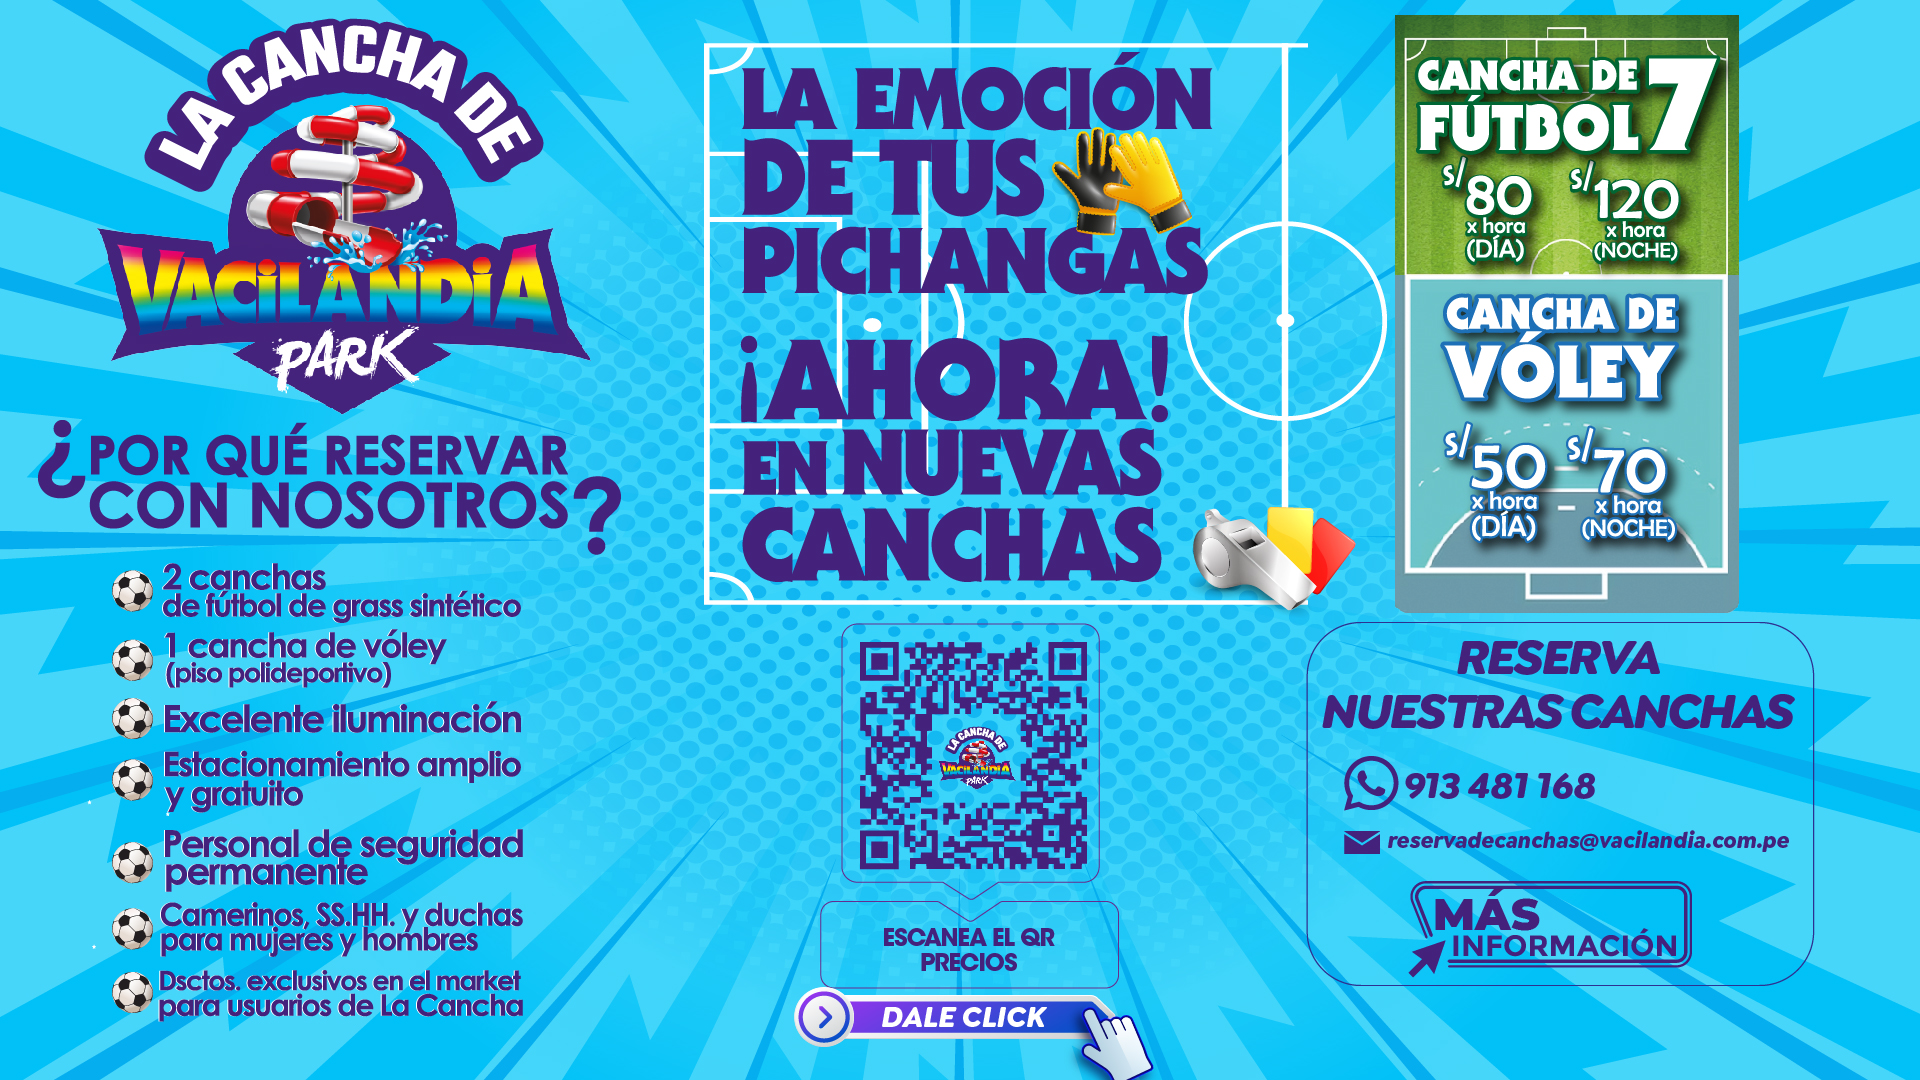 LA CANCHA DE
VACiLANDiA
PARK
¿POR QUÉ RESERVAR
CON NOSOTROS?
2 canchas
de fútbol de grass sintético
1 cancha de vóley
(piso polideportivo)
Excelente iluminación
Estacionamiento amplio
y gratuito
Personal de seguridad
permanente
Camerinos, SS.HH. y duchas
para mujeres y hombres
Dsctos. exclusivos en el market
para usuarios de La Cancha
LA EMOCIÓN
DE TUS
PICHANGAS
¡AHORA!
EN NUEVAS
CANCHAS
LA CANCHA DE
VACiLANDiA
PARK
ESCANEA EL QR
PRECIOS
DALE CLICK
CANCHA DE
FÚTBOL 7
S/80 S/120
x hora x hora
(DÍA) (NOCHE)
CANCHA DE
VÓLEY
S/50 - S/70
x hora - x hora
(DÍA) (NOCHE)
RESERVA
NUESTRAS CANCHAS
913 481 168
reservadecanchas@vacilandia.com.pe
MÁS
INFORMACIÓN